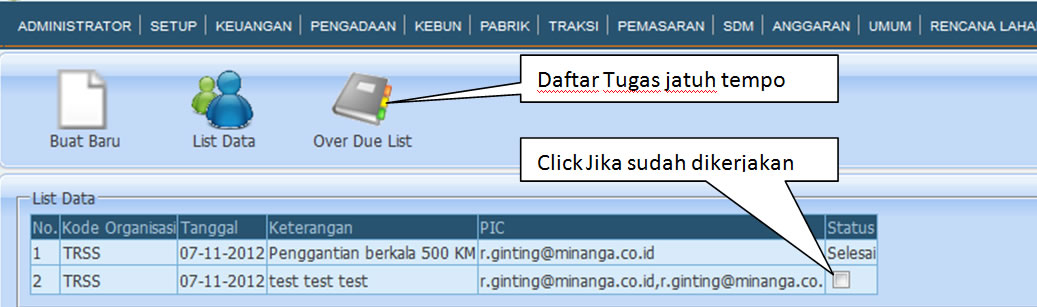 ADMINISTRATOR SETUP KEUANGAN PENGADAAN KEBUN PABRIK TRAKSI PEMASARAN SDM ANGGARAN UMUM RENCANA LAHA
Daftar Tugas jatuh tempo
Buat Baru List Data Over Due List
Click Jika sudah dikerjakan
List Data
No. Kode Organisasi Tanggal Keterangan PIC Status
1 TRSS 07-11-2012 Penggantian berkala 500 KM r.ginting@minanga.co.id Selesai
2 TRSS 07-11-2012 test test test r.ginting@minanga.co.id,r.ginting@minanga.co.